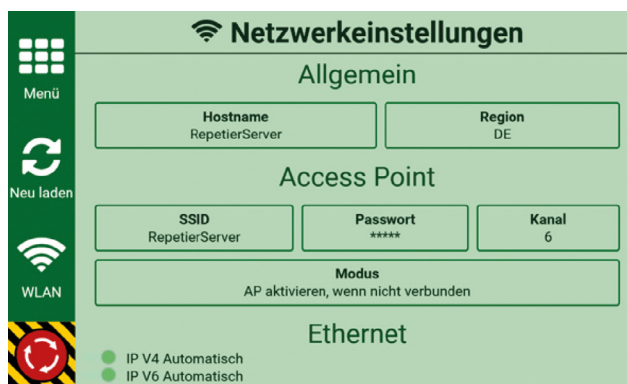 Netzwerkeinstellungen
Menü
Neu laden
WLAN
Allgemein
Hostname
RepetierServer
Region
DE
Access Point
SSID
RepetierServer
Passwort
*****
Kanal
6
Modus
AP aktivieren, wenn nicht verbunden
Ethernet
IP V4 Automatisch
IP V6 Automatisch